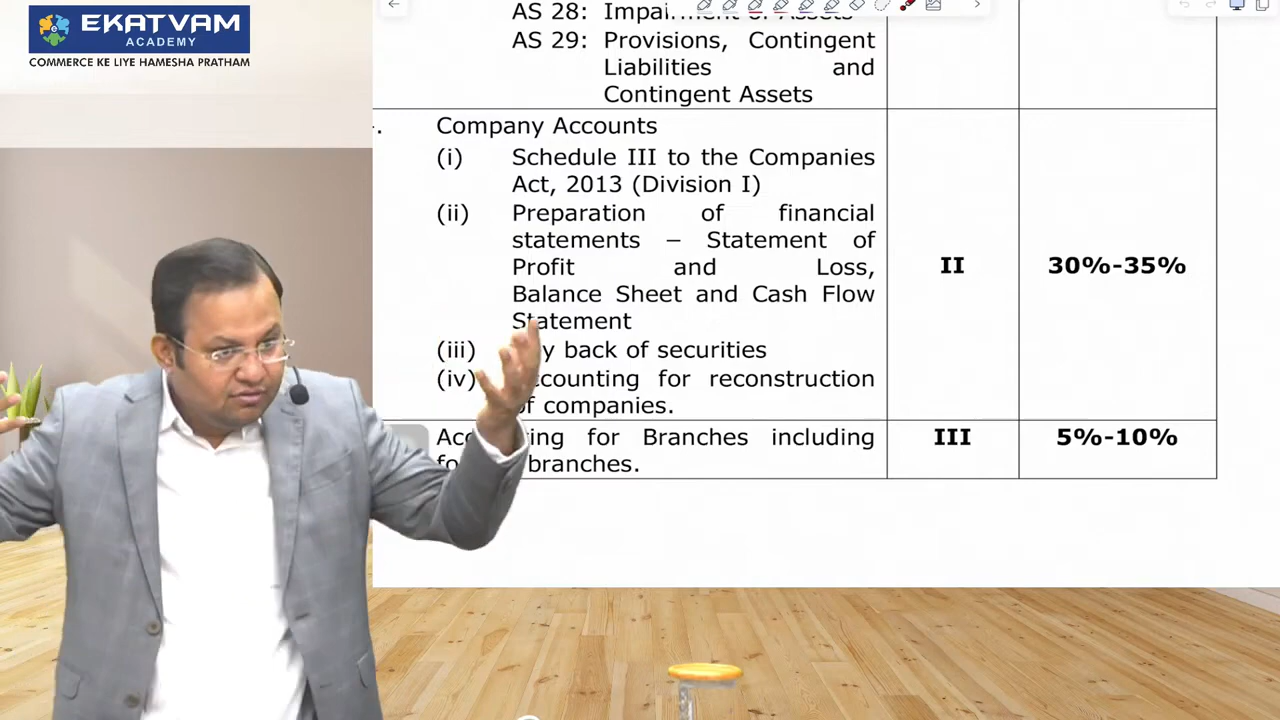 EKATVAM
ACADEMY
COMMERCE KE LIYE HAMESHA PRATHAM
AS 28: of Assets
AS 29: Provisions, Contingent
Liabilities and
Contingent Assets
Company Accounts
(i) Schedule III to the Companies
Act, 2013 (Division I)
(ii) Preparation of financial
statements – Statement of
Profit and Loss,
Balance Sheet and Cash Flow
Statement
II 30%-35%
(iii) y back of securities
(iv) ccounting for reconstruction
of companies.
for Branches including
branches.
III 5%-10%